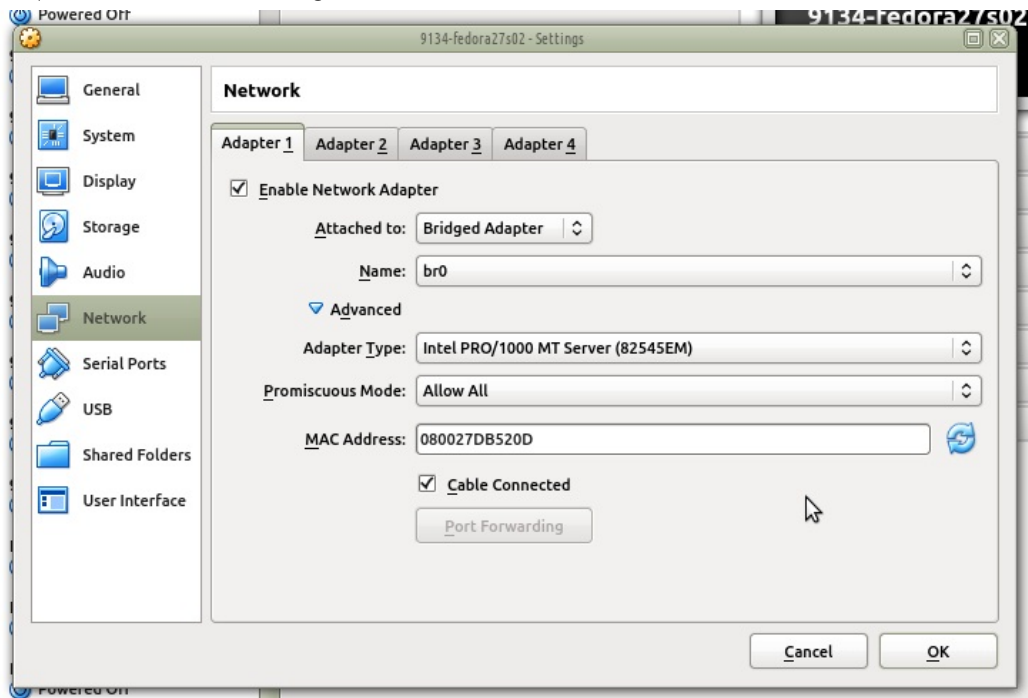 Powered Off
9134-fedora27s02
9134-fedora27s02 - Settings
General
System
Display
Storage
Audio
Network
Serial Ports
USB
Shared Folders
User Interface
Network
Adapter 1 Adapter 2 Adapter 3 Adapter 4
Enable Network Adapter
Attached to: Bridged Adapter
Name: br0
Advanced
Adapter Type: Intel PRO/1000 MT Server (82545EM)
Promiscuous Mode: Allow All
MAC Address: 080027DB520D
Cable Connected
Port Forwarding
Cancel OK
Powered Off